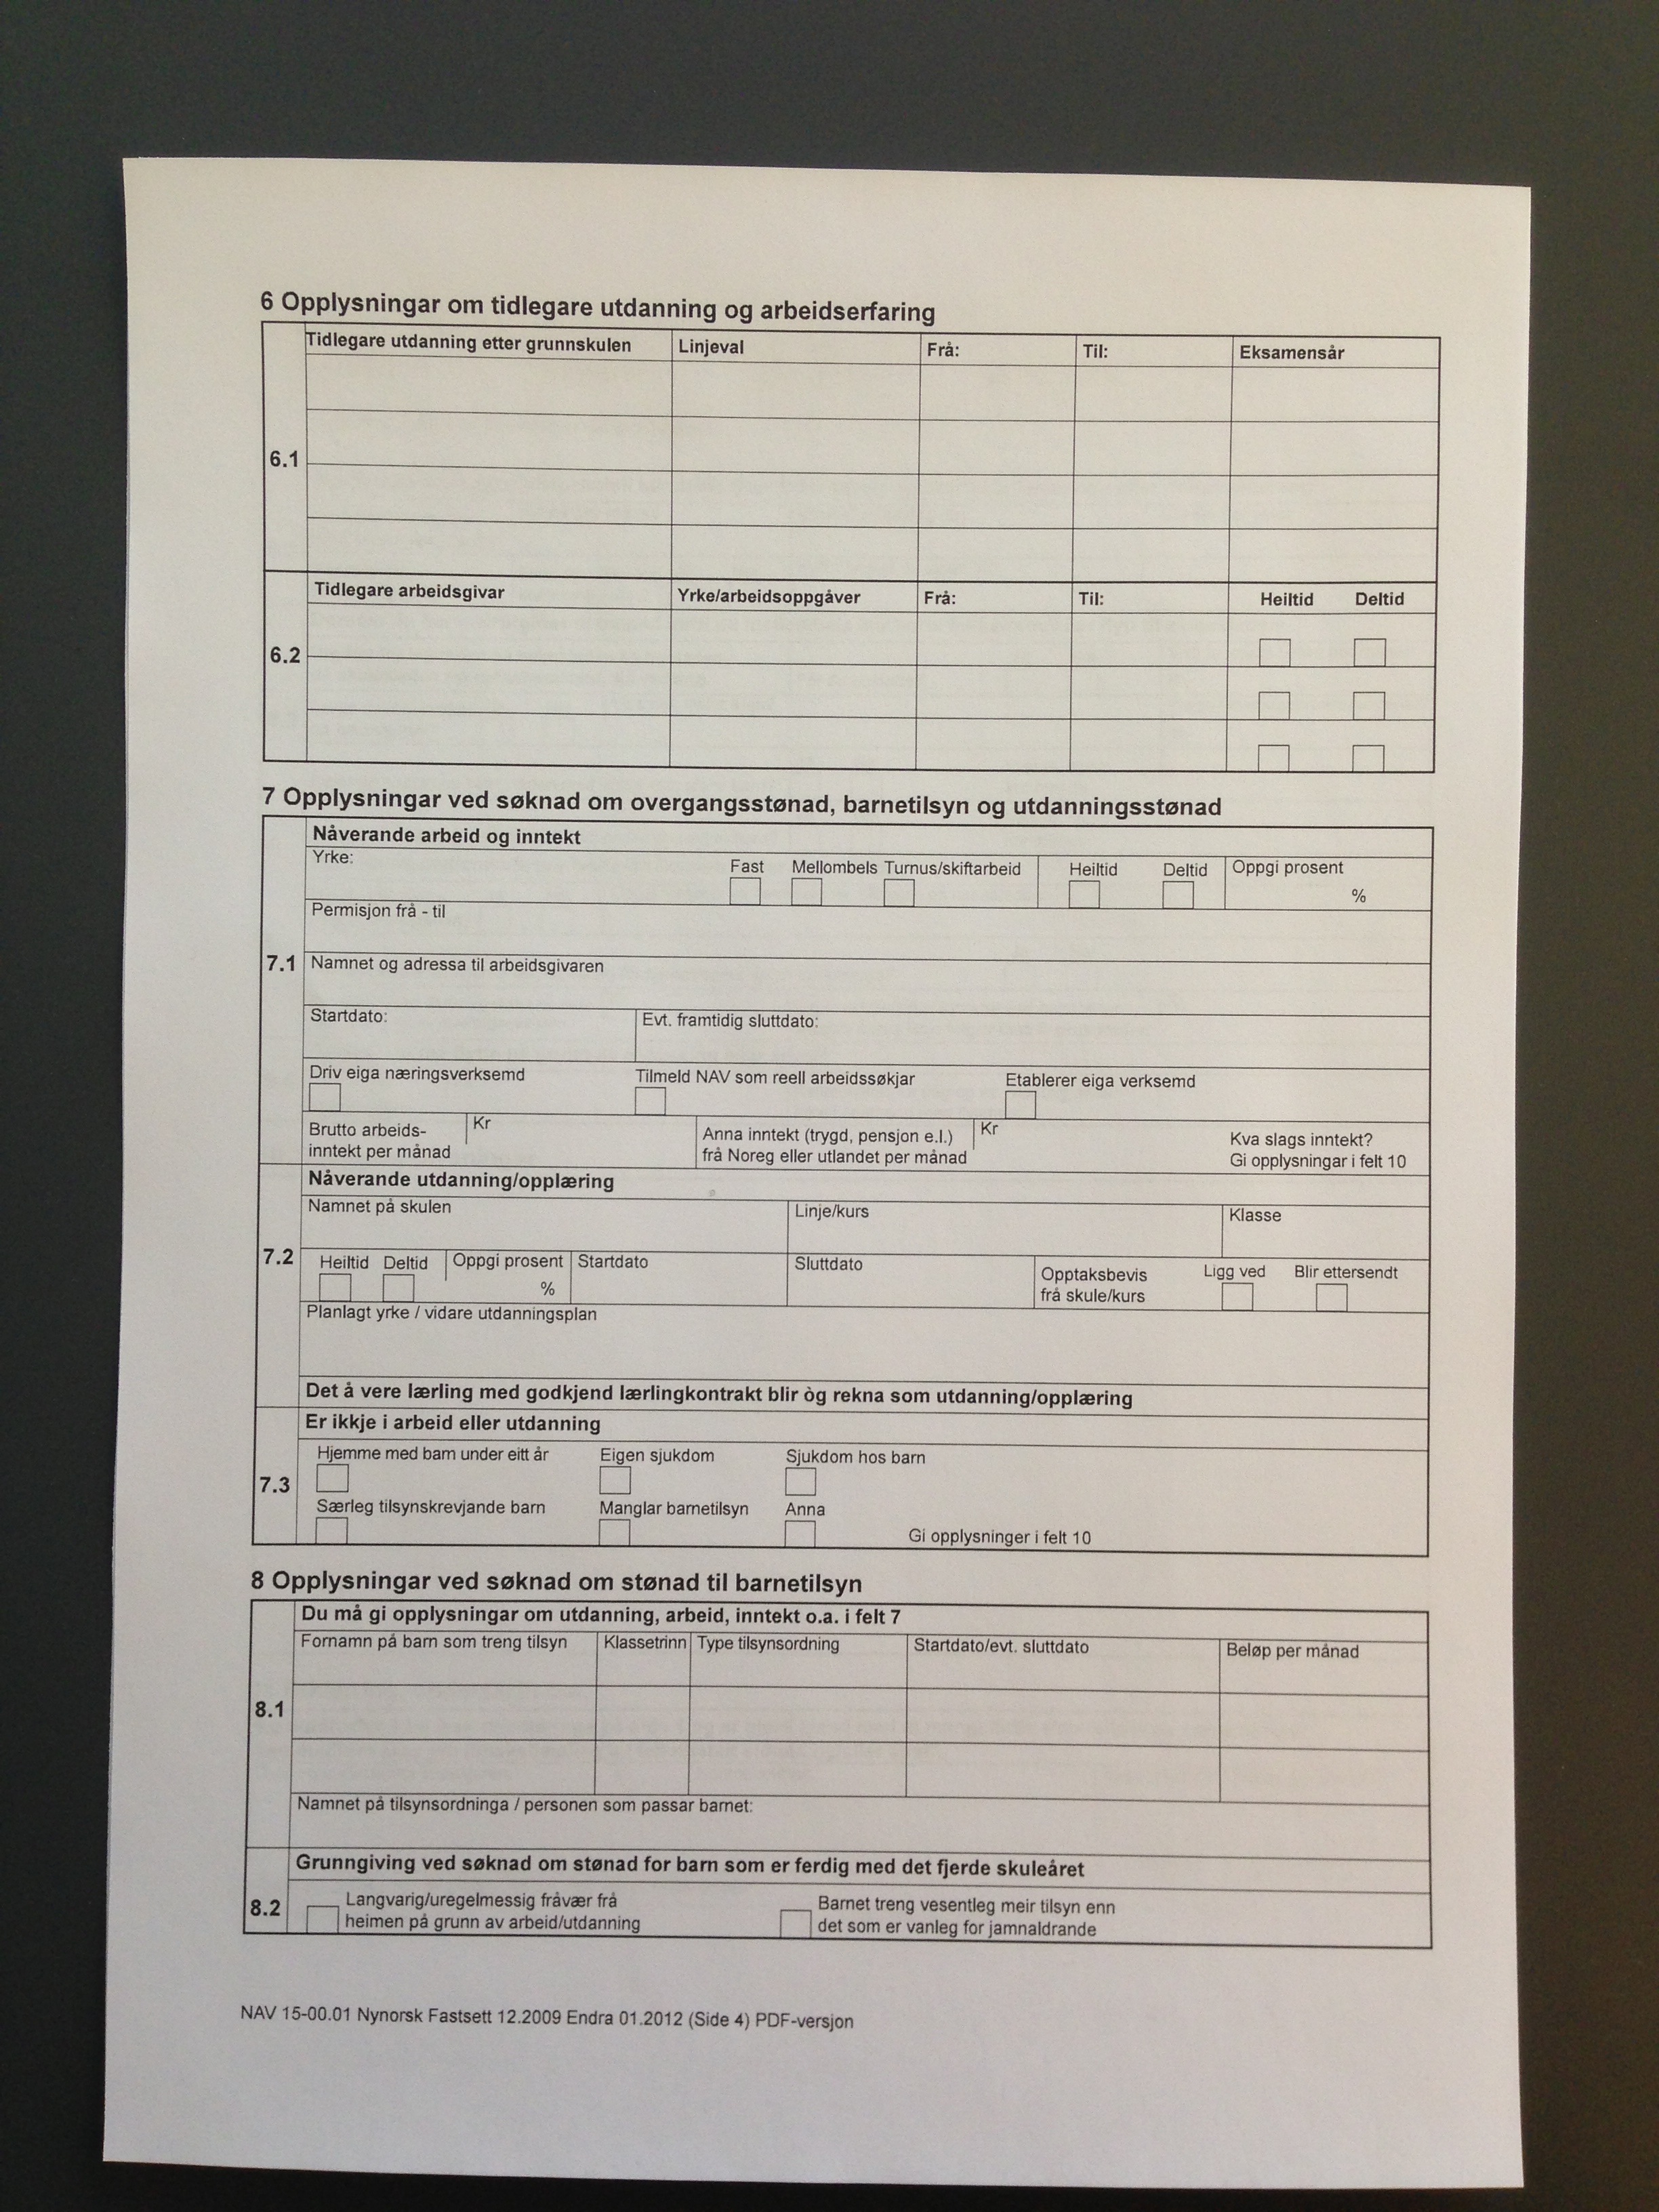 6 Opplysningar om tidlegare utdanning og arbeidserfaring
Tidlegare utdanning etter grunnskulen Linjeval Frå: Til: Eksamensår
6.1
Tidlegare arbeidsgivar Yrke/arbeidsoppgåver Frå: Til: Heiltid Deltid
6.2
7 Opplysningar ved søknad om overgangsstønad, barnetilsyn og utdanningsstønad
Nåverande arbeid og inntekt
Yrke: Fast Mellombels Turnus/skiftarbeid Heiltid Deltid Oppgi prosent
%
Permisjon frå - til
7.1 Namnet og adressa til arbeidsgivaren
Startdato: Evt. framtidig sluttdato:
Driv eiga næringsverksemd Tilmeld NAV som reell arbeidssøkjar Etablerer eiga verksemd
Brutto arbeids- Kr Anna inntekt (trygd, pensjon e.l.) Kr Kva slags inntekt?
inntekt per månad frå Noreg eller utlandet per månad Gi opplysningar i felt 10
Nåverande utdanning/opplæring
Namnet på skulen Linje/kurs Klasse
7.2 Heiltid Deltid Oppgi prosent Startdato Sluttdato Opptaksbevis Ligg ved Blir ettersendt
% frå skule/kurs
Planlagt yrke / vidare utdanningsplan
Det å vere lærling med godkjend lærlingkontrakt blir òg rekna som utdanning/opplæring
Er ikkje i arbeid eller utdanning
Hjemme med barn under eitt år Eigen sjukdom Sjukdom hos barn
7.3
Særleg tilsynskrevjande barn Manglar barnetilsyn Anna
Gi opplysninger i felt 10
8 Opplysningar ved søknad om stønad til barnetilsyn
Du må gi opplysningar om utdanning, arbeid, inntekt o.a. i felt 7
Fornamn på barn som treng tilsyn Klassetrinn Type tilsynsordning Startdato/evt. sluttdato Beløp per månad
8.1
Namnet på tilsynsordninga / personen som passar barnet:
Grunngiving ved søknad om stønad for barn som er ferdig med det fjerde skuleåret
8.2 Langvarig/uregelmessig fråvær frå Barnet treng vesentleg meir tilsyn enn
heimen på grunn av arbeid/utdanning det som er vanleg for jamnaldrande
NAV 15-00.01 Nynorsk Fastsett 12.2009 Endra 01.2012 (Side 4) PDF-versjon